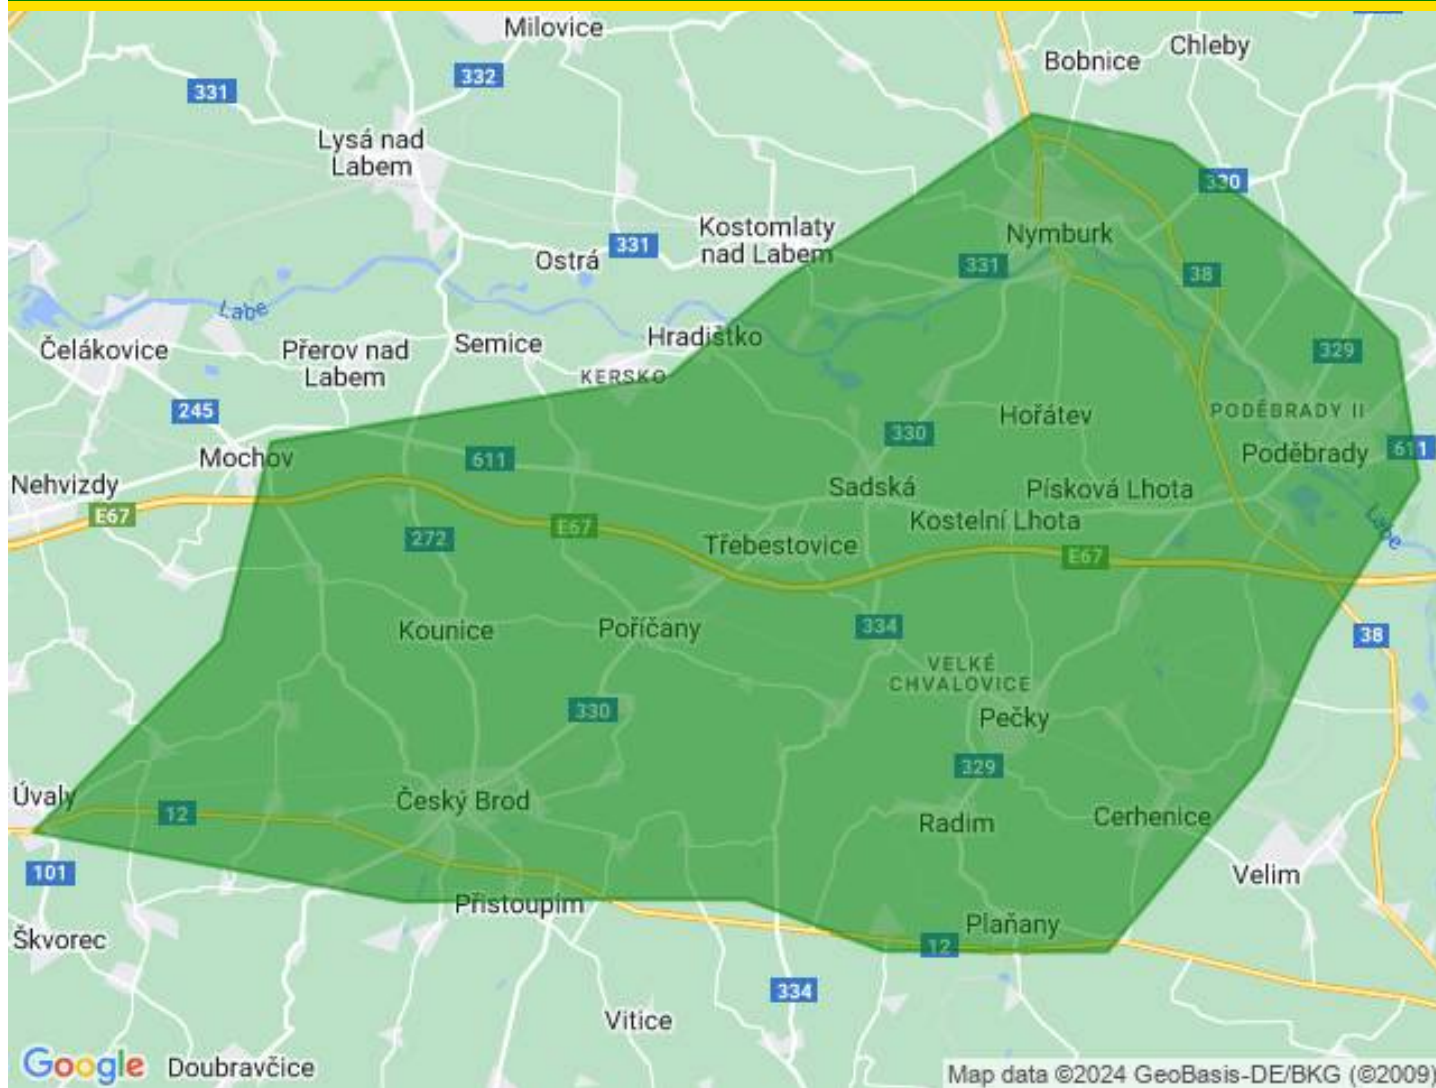 Milovice
Chleby
Bobnice
332
331
Lysá nad
Labem
330
Kostomlaty
nad Labem
Nymburk
331
Ostrá
331
38
Labe
Hradištko
Semice
Čelákovice
Přerov nad
Labem
329
KERSKO
245
PODĚBRADY II
Hořátev
330
611
Poděbrady
Mochov
611
Nehvizdy
Sadská
Písková Lhota
E67
Kostelní Lhota
Labe
E67
272
Třebestovice
E67
Kounice
Poříčany
334
38
VELKÉ
CHVALOVICE
330
Pečky
329
Úvaly
Český Brod
12
Radim
Cerhenice
101
Velim
Přistoupim
Plaňany
Škvorec
12
334
Vitice
Google
Doubravčice
Map data ©2024 GeoBasis-DE/BKG (©2009)